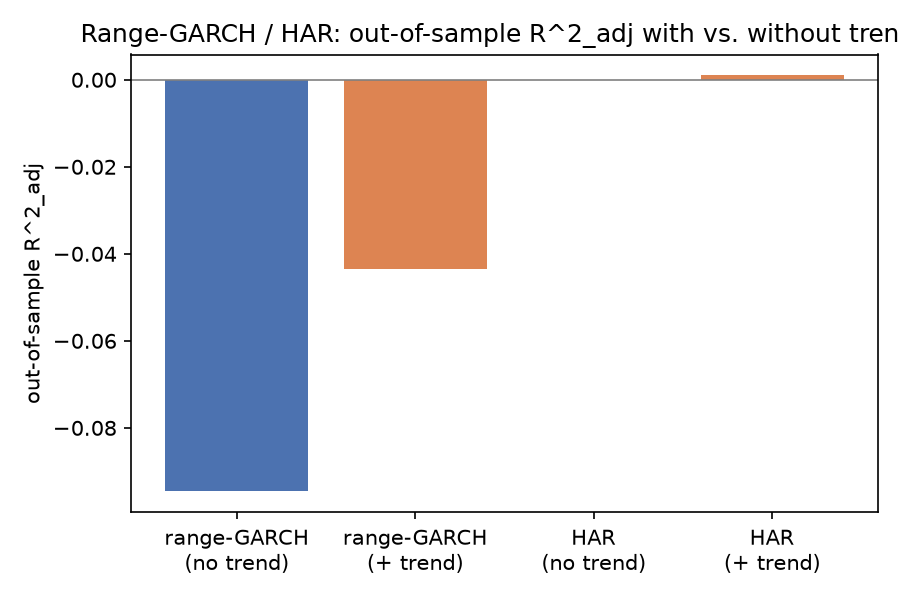 Range-GARCH / HAR: out-of-sample R^2_adj with vs. without tren
0.00
−0.02
−0.04
−0.06
−0.08
out-of-sample R^2_adj
range-GARCH
(no trend)
range-GARCH
(+ trend)
HAR
(no trend)
HAR
(+ trend)